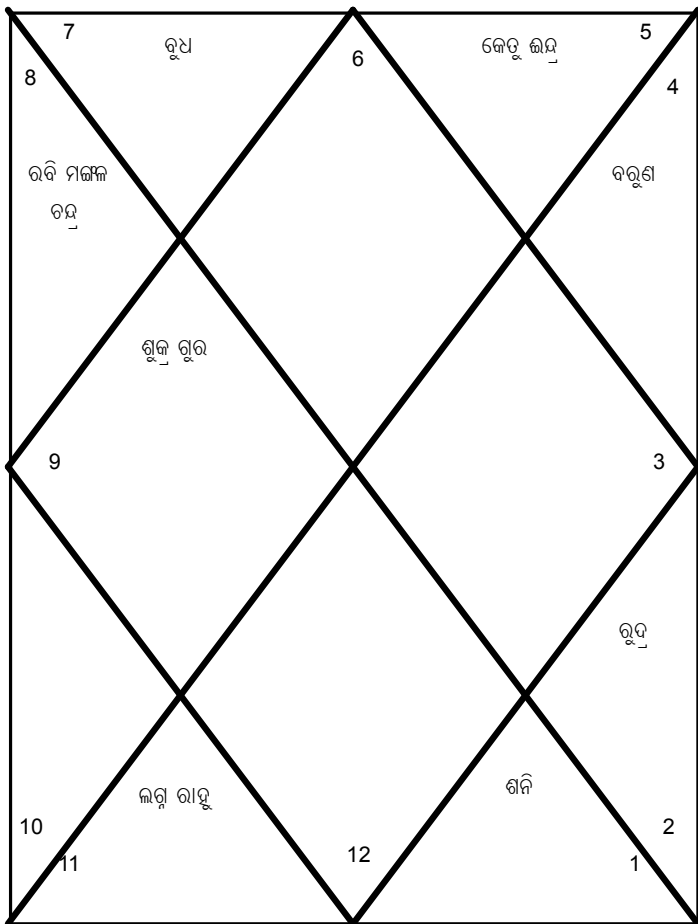 7 ବୁଧ 6 କେତୁ ଈନ୍ଦ୍ର 5
8 4
ରବି ମଙ୍ଗଳ ବରୁଣ
ଚନ୍ଦ୍ର
ଶୁକ୍ର ଗୁର
9 3
ରୁଦ୍ର
ଲଗ୍ନ ରାହୁ ଶନି
10 12 2
11 1